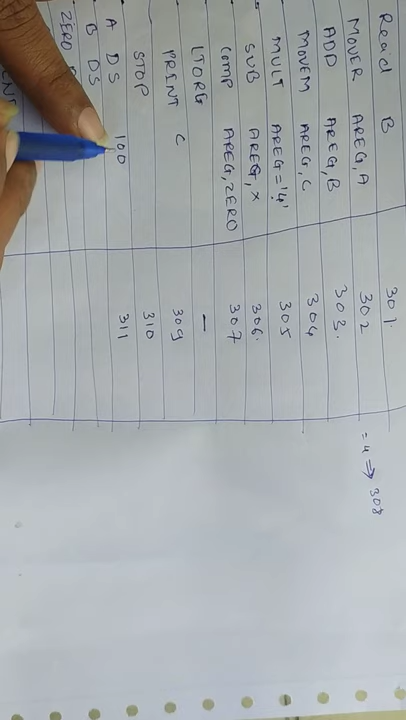 Read B 301
MOVER AREG,A 302
ADD AREG,B 303.
MOVEM AREG,C 304
MULT AREG='4' 305
SUB AREG,X 306.
COMP AREG,ZERO 307
LTORG –
PRINT C 309
STOP 310
A DS 100 311
B DS
ZERO
= 4 ⇒ 308